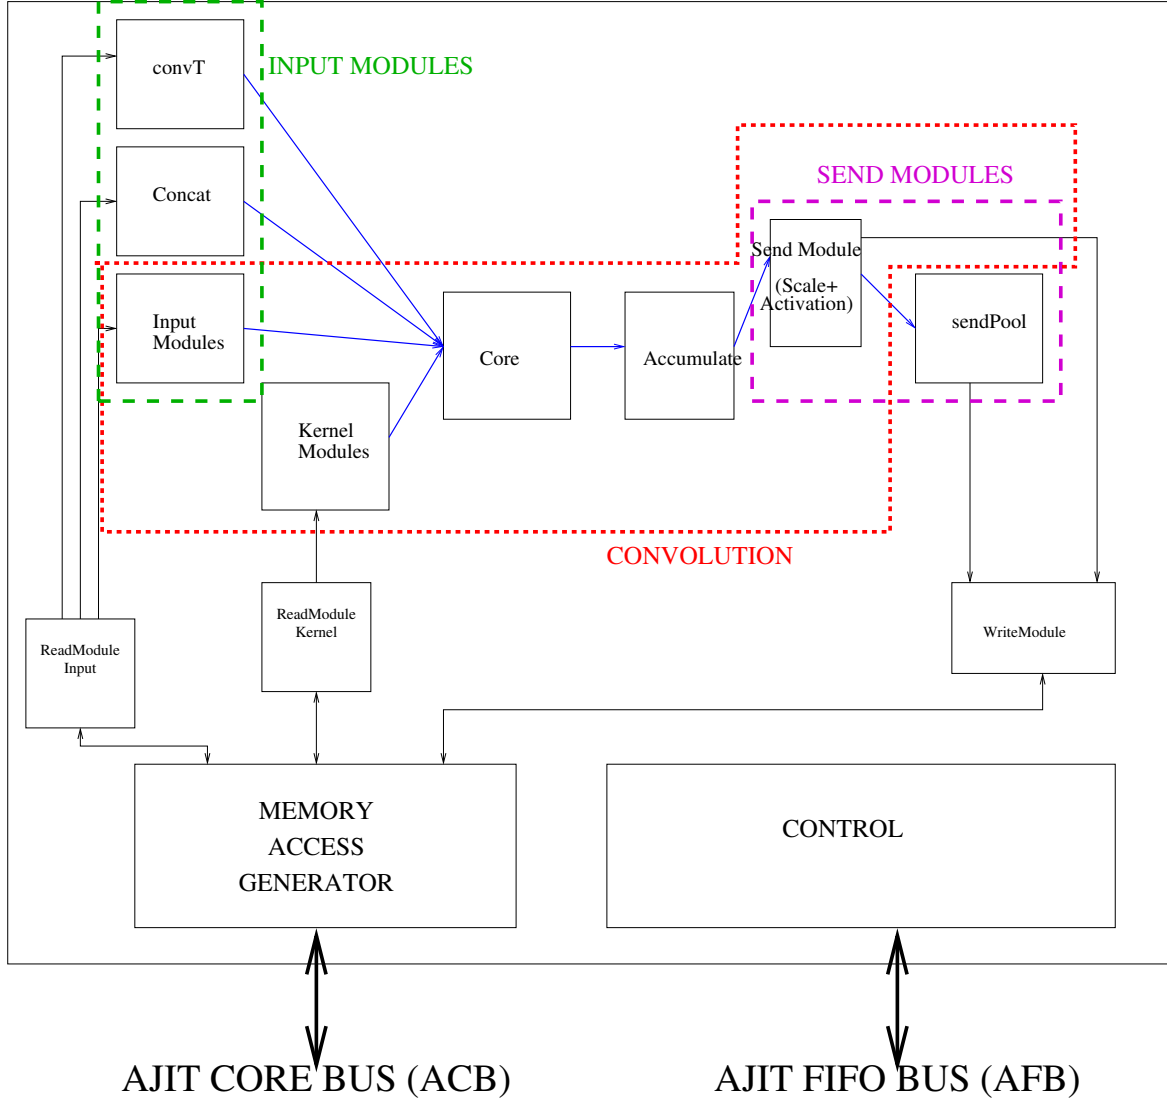 convT
INPUT MODULES
Concat
SEND MODULES
Send Module
(Scale+
Activation)
Input
Modules
sendPool
Core
Accumulate
Kernel
Modules
CONVOLUTION
ReadModule
Input
ReadModule
Kernel
WriteModule
MEMORY
ACCESS
GENERATOR
CONTROL
AJIT CORE BUS (ACB)
AJIT FIFO BUS (AFB)